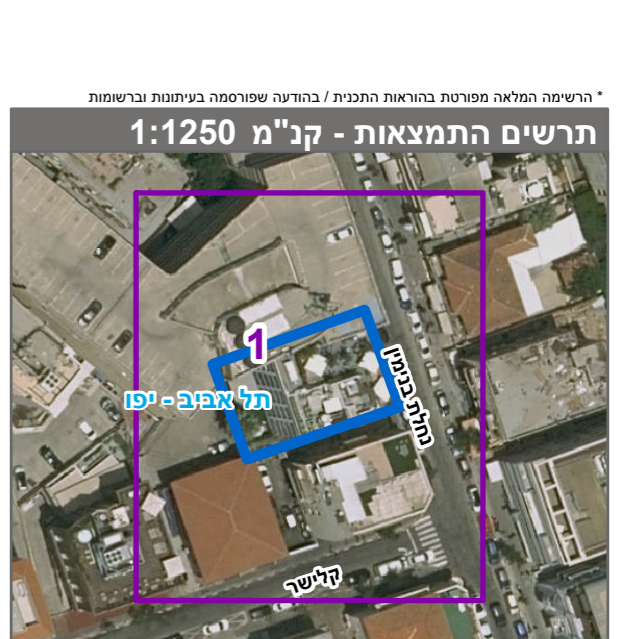 * הרשימה המלאה מפורטת בהוראות התכנית / בהודעה שפורסמה בעיתונות וברשומות
תרשים התמצאות - קנ"מ 1:1250
1
נחלת בנימין
תל אביב - יפו
קלישר